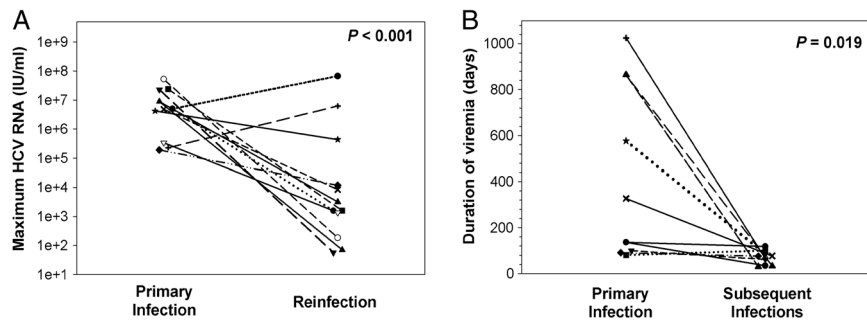 A
P < 0.001
Maximum HCV RNA (IU/ml)
1e+9
1e+8
1e+7
1e+6
1e+5
1e+4
1e+3
1e+2
1e+1
Primary
Infection
Reinfection
B
P = 0.019
Duration of viremia (days)
1000
800
600
400
200
0
Primary
Infection
Subsequent
Infections